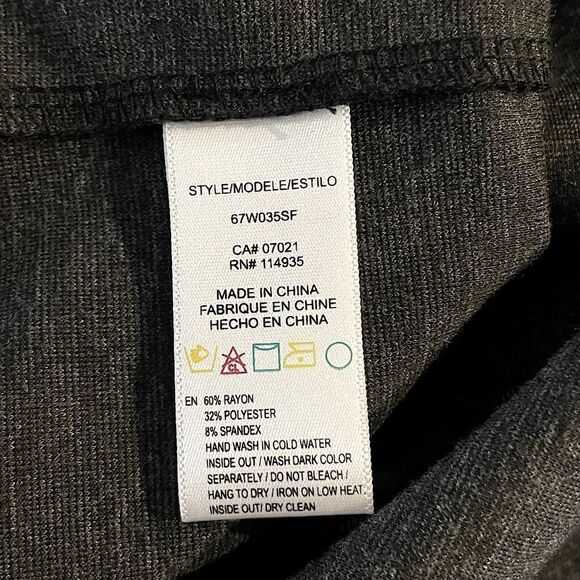 STYLE/MODELE/ESTILO
67W035SF
CA# 07021
RN# 114935
MADE IN CHINA
FABRIQUE EN CHINE
HECHO EN CHINA
CL
EN 60% RAYON
32% POLYESTER
8% SPANDEX
HAND WASH IN COLD WATER
INSIDE OUT / WASH DARK COLOR
SEPARATELY / DO NOT BLEACH /
HANG TO DRY / IRON ON LOW HEAT
INSIDE OUT/ DRY CLEAN